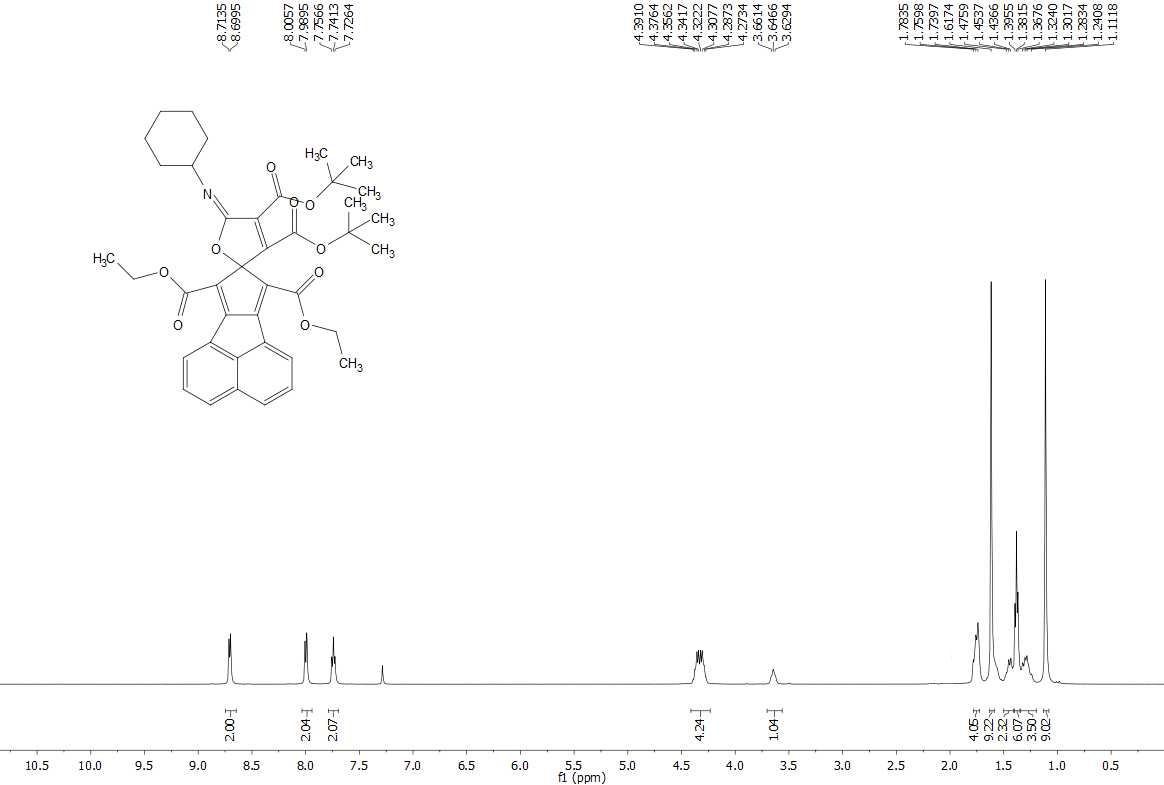 8.7135
8.6995
8.0057
7.9895
7.7566
7.7413
7.7264
4.3910
4.3764
4.3562
4.3417
4.3222
4.3077
4.2873
4.2734
3.6614
3.6466
3.6294
1.7835
1.7598
1.7397
1.6174
1.4759
1.4537
1.4366
1.3955
1.3815
1.3676
1.3240
1.3017
1.2834
1.2408
1.1118
H3C
CH3
O
CH3
N
O
O
CH3
CH3
O
O
CH3
H3C
O
O
O
O
CH3
2.00
2.04
2.07
4.24
1.04
4.05
9.22
2.32
6.07
3.50
9.02
10.5 10.0 9.5 9.0 8.5 8.0 7.5 7.0 6.5 6.0 5.5 5.0 4.5 4.0 3.5 3.0 2.5 2.0 1.5 1.0 0.5
f1 (ppm)